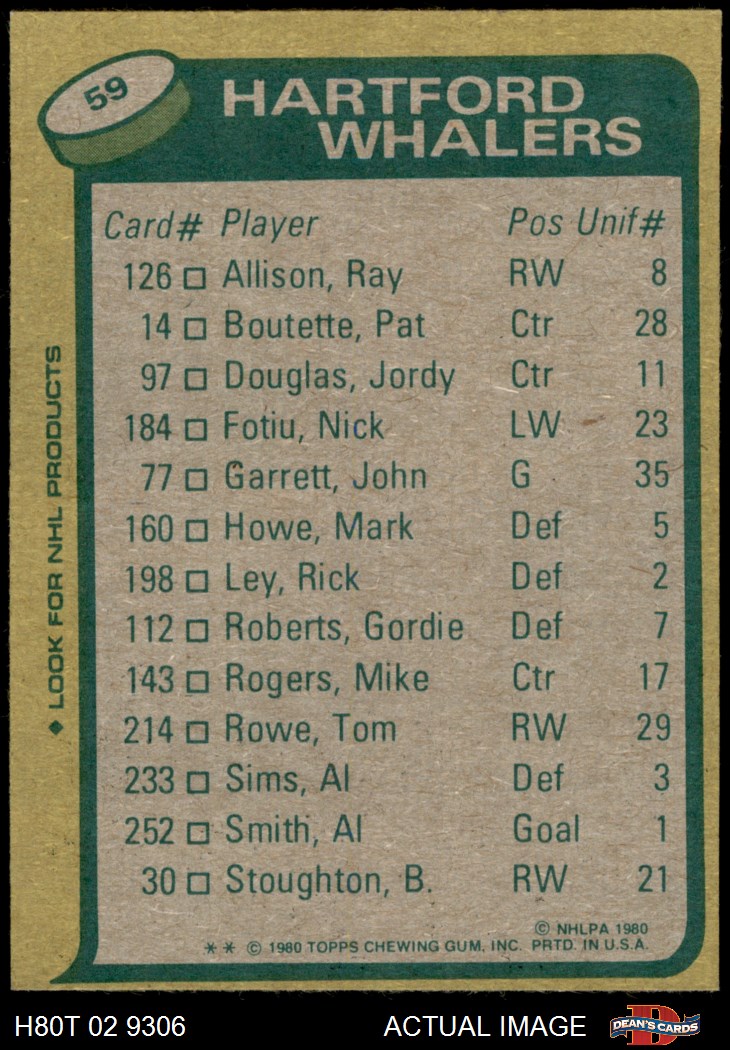 59
HARTFORD
WHALERS
Card# Player Pos Unif#
126 □ Allison, Ray RW 8
14 □ Boutette, Pat Ctr 28
97 □ Douglas, Jordy Ctr 11
184 □ Fotiu, Nick LW 23
77 □ Garrett, John G 35
160 □ Howe, Mark Def 5
198 □ Ley, Rick Def 2
112 □ Roberts, Gordie Def 7
143 □ Rogers, Mike Ctr 17
214 □ Rowe, Tom RW 29
233 □ Sims, Al Def 3
252 □ Smith, Al Goal 1
30 □ Stoughton, B. RW 21
© NHLPA 1980
** © 1980 TOPPS CHEWING GUM, INC. PRTD. IN U.S.A.
◆ LOOK FOR NHL PRODUCTS
H80T 02 9306 ACTUAL IMAGE
D
DEAN'S CARDS